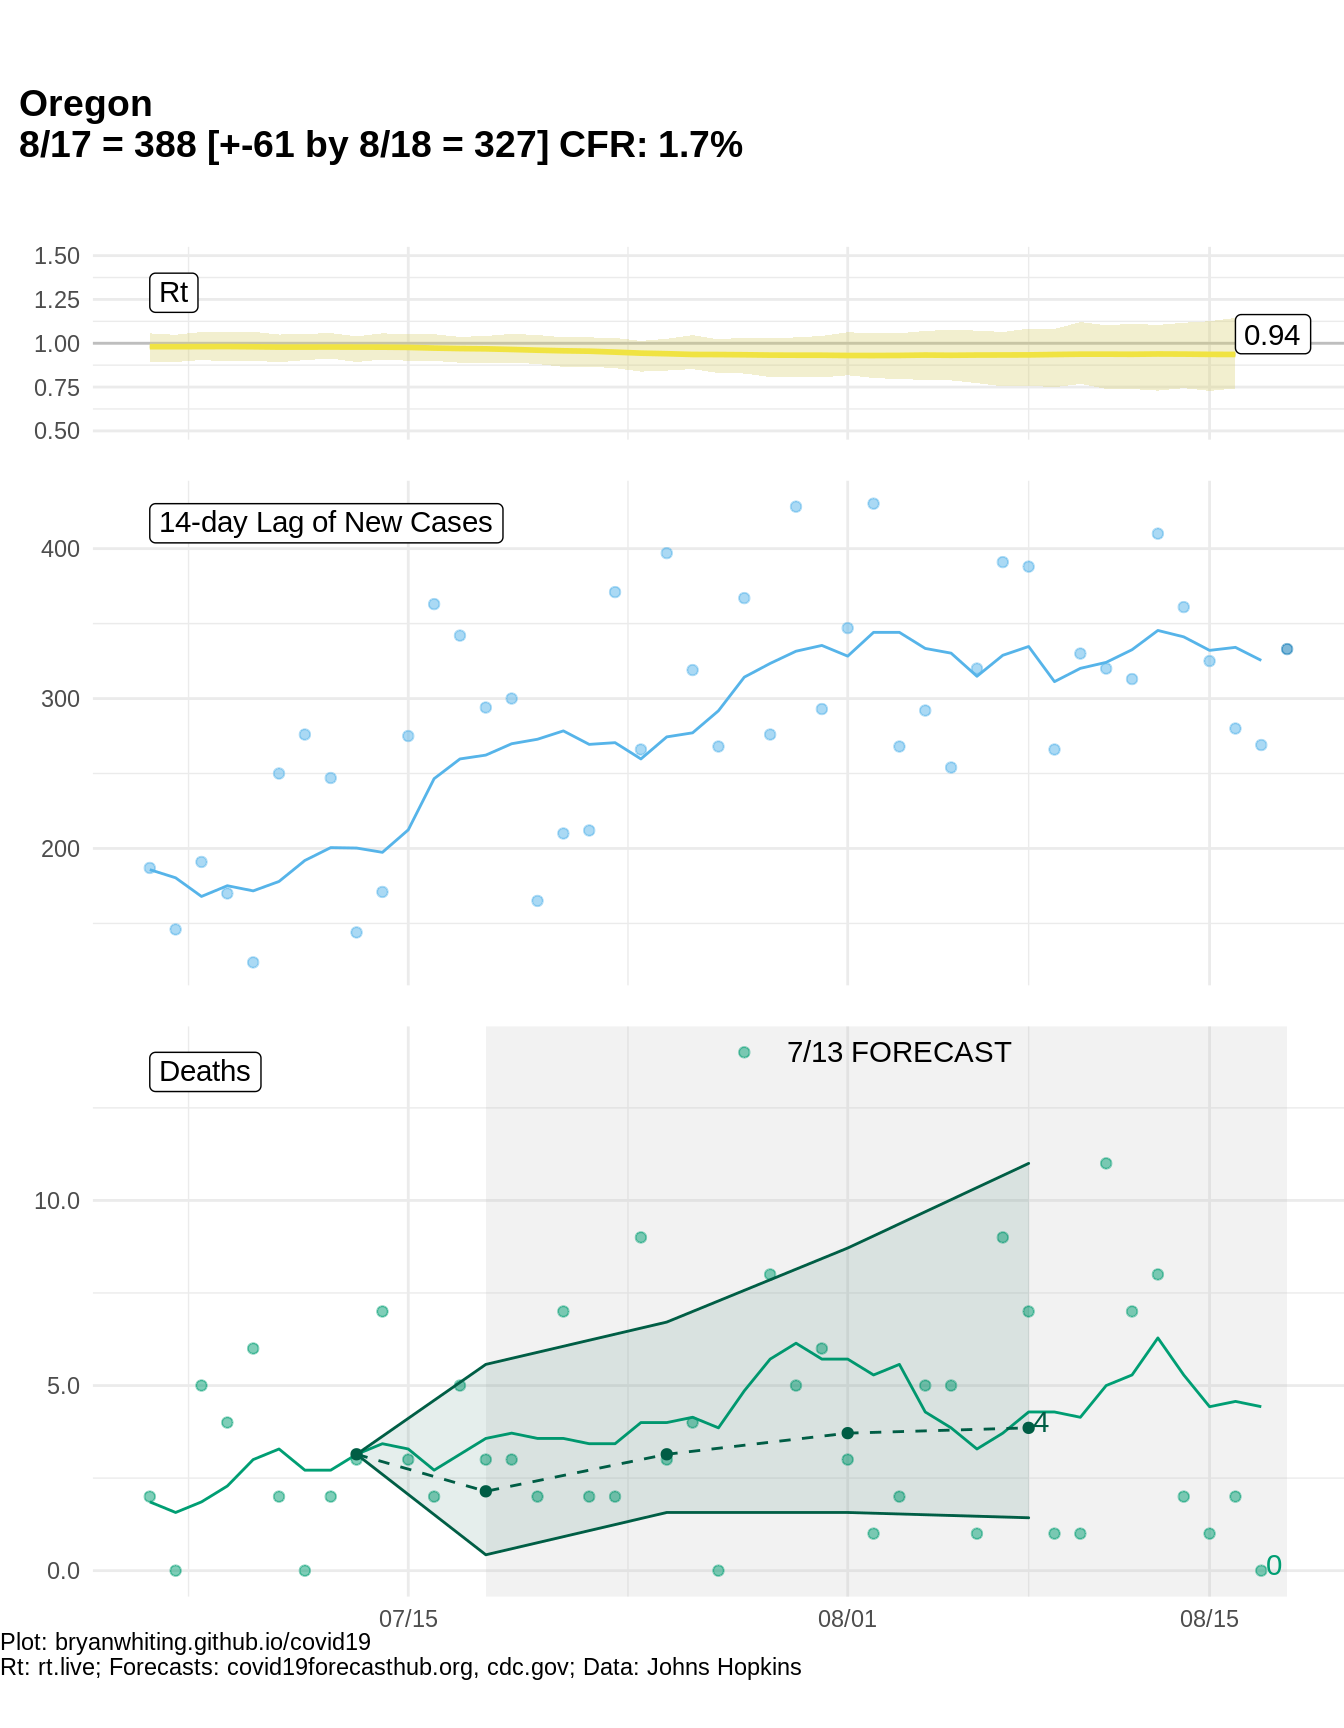 Oregon
8/17 = 388 [+-61 by 8/18 = 327] CFR: 1.7%
1.50
Rt
1.25
1.00
0.94
0.75
0.50
14-day Lag of New Cases
400
300
200
7/13 FORECAST
Deaths
10.0
5.0
4
0.0
0
07/15 08/01 08/15
Plot: bryanwhiting.github.io/covid19
Rt: rt.live; Forecasts: covid19forecasthub.org, cdc.gov; Data: Johns Hopkins